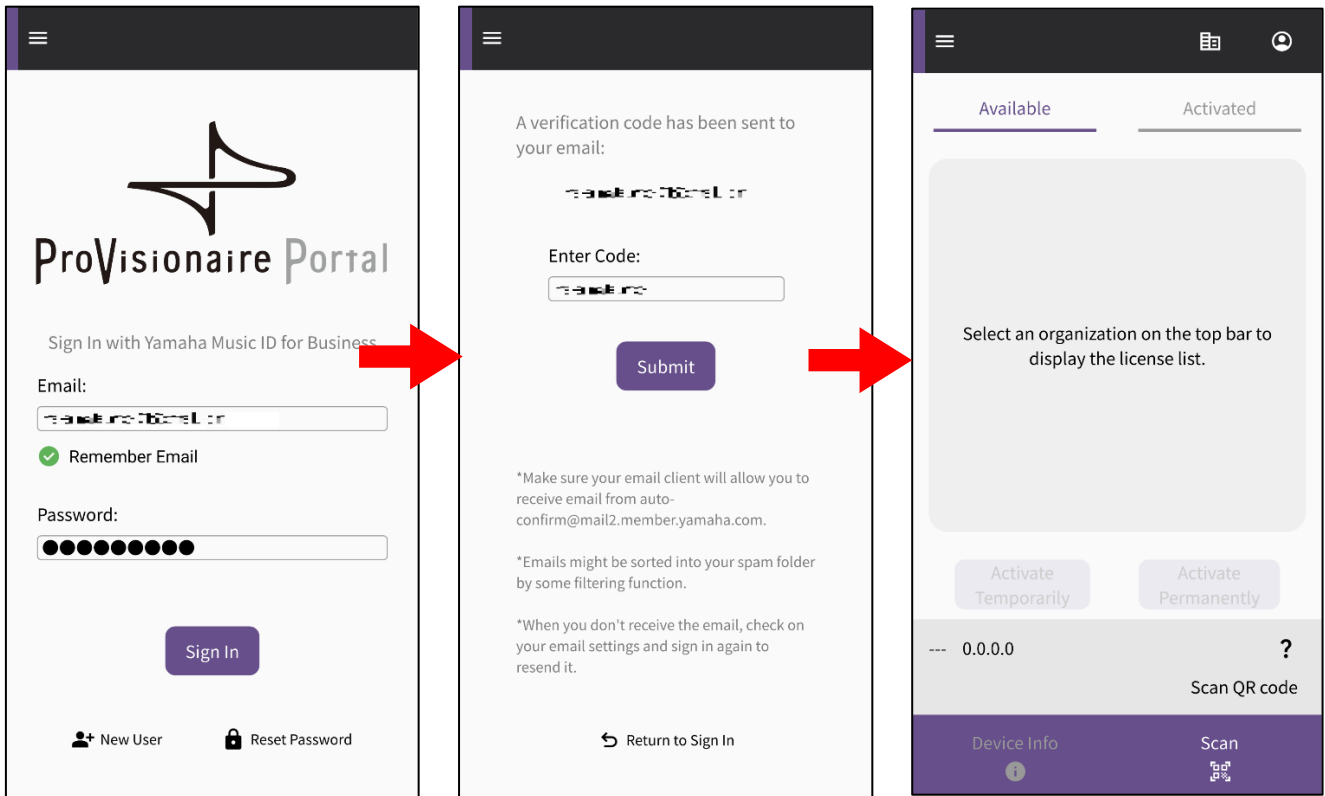 ProVisionaire Portal
Sign In with Yamaha Music ID for Business
Email:
Remember Email
Password:
Sign In
New User
Reset Password
A verification code has been sent to
your email:
Enter Code:
Submit
*Make sure your email client will allow you to
receive email from auto-
confirm@mail2.member.yamaha.com.
*Emails might be sorted into your spam folder
by some filtering function.
*When you don't receive the email, check on
your email settings and sign in again to
resend it.
Return to Sign In
Available
Activated
Select an organization on the top bar to
display the license list.
Activate
Temporarily
Activate
Permanently
--- 0.0.0.0
?
Scan QR code
Device Info
Scan